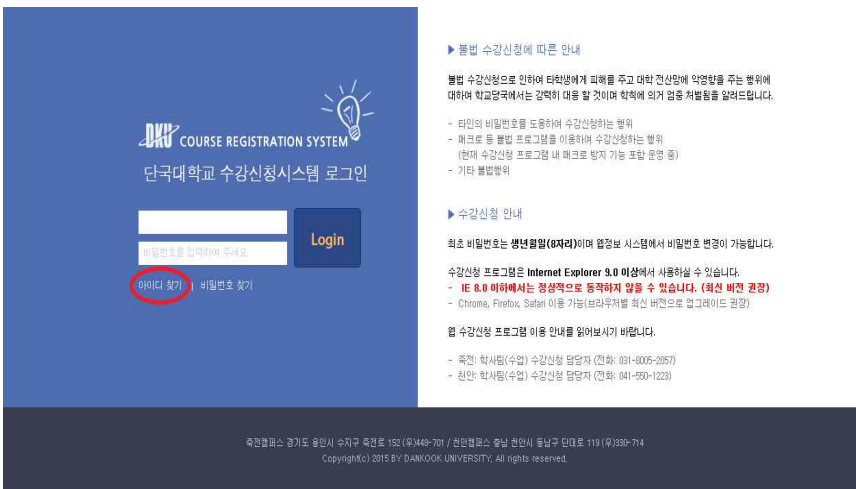 DKU COURSE REGISTRATION SYSTEM
단국대학교 수강신청시스템 로그인
비밀번호를 입력하여 주세요.
Login
아이디 찾기 | 비밀번호 찾기
▶ 불법 수강신청에 따른 안내
불법 수강신청으로 인하여 타학생에게 피해를 주고 대학 전산망에 악영향을 주는 행위에
대하여 학교당국에서는 강력히 대응 할 것이며 학칙에 의거 엄중 처벌됨을 알려드립니다.
- 타인의 비밀번호를 도용하여 수강신청하는 행위
- 매크로 등 불법 프로그램을 이용하여 수강신청하는 행위
(현재 수강신청 프로그램 내 매크로 방지 기능 포함 운영 중)
- 기타 불법행위
▶ 수강신청 안내
최초 비밀번호는 생년월일(8자리)이며 웹정보 시스템에서 비밀번호 변경이 가능합니다.
수강신청 프로그램은 Internet Explorer 9.0 이상에서 사용하실 수 있습니다.
- IE 8.0 이하에서는 정상적으로 동작하지 않을 수 있습니다. (최신 버전 권장)
- Chrome, Firefox, Safari 이용 가능(브라우저별 최신 버전으로 업그레이드 권장)
웹 수강신청 프로그램 이용 안내를 읽어보시기 바랍니다.
- 죽전: 학사팀(수업) 수강신청 담당자 (전화: 031-8005-2057)
- 천안: 학사팀(수업) 수강신청 담당자 (전화: 041-550-1223)
죽전캠퍼스 경기도 용인시 수지구 죽전로 152 (우)448-701 / 천안캠퍼스 충남 천안시 동남구 단대로 119 (우)330-714
Copyright(c) 2015 BY DANKOOK UNIVERSITY, All rights reserved.